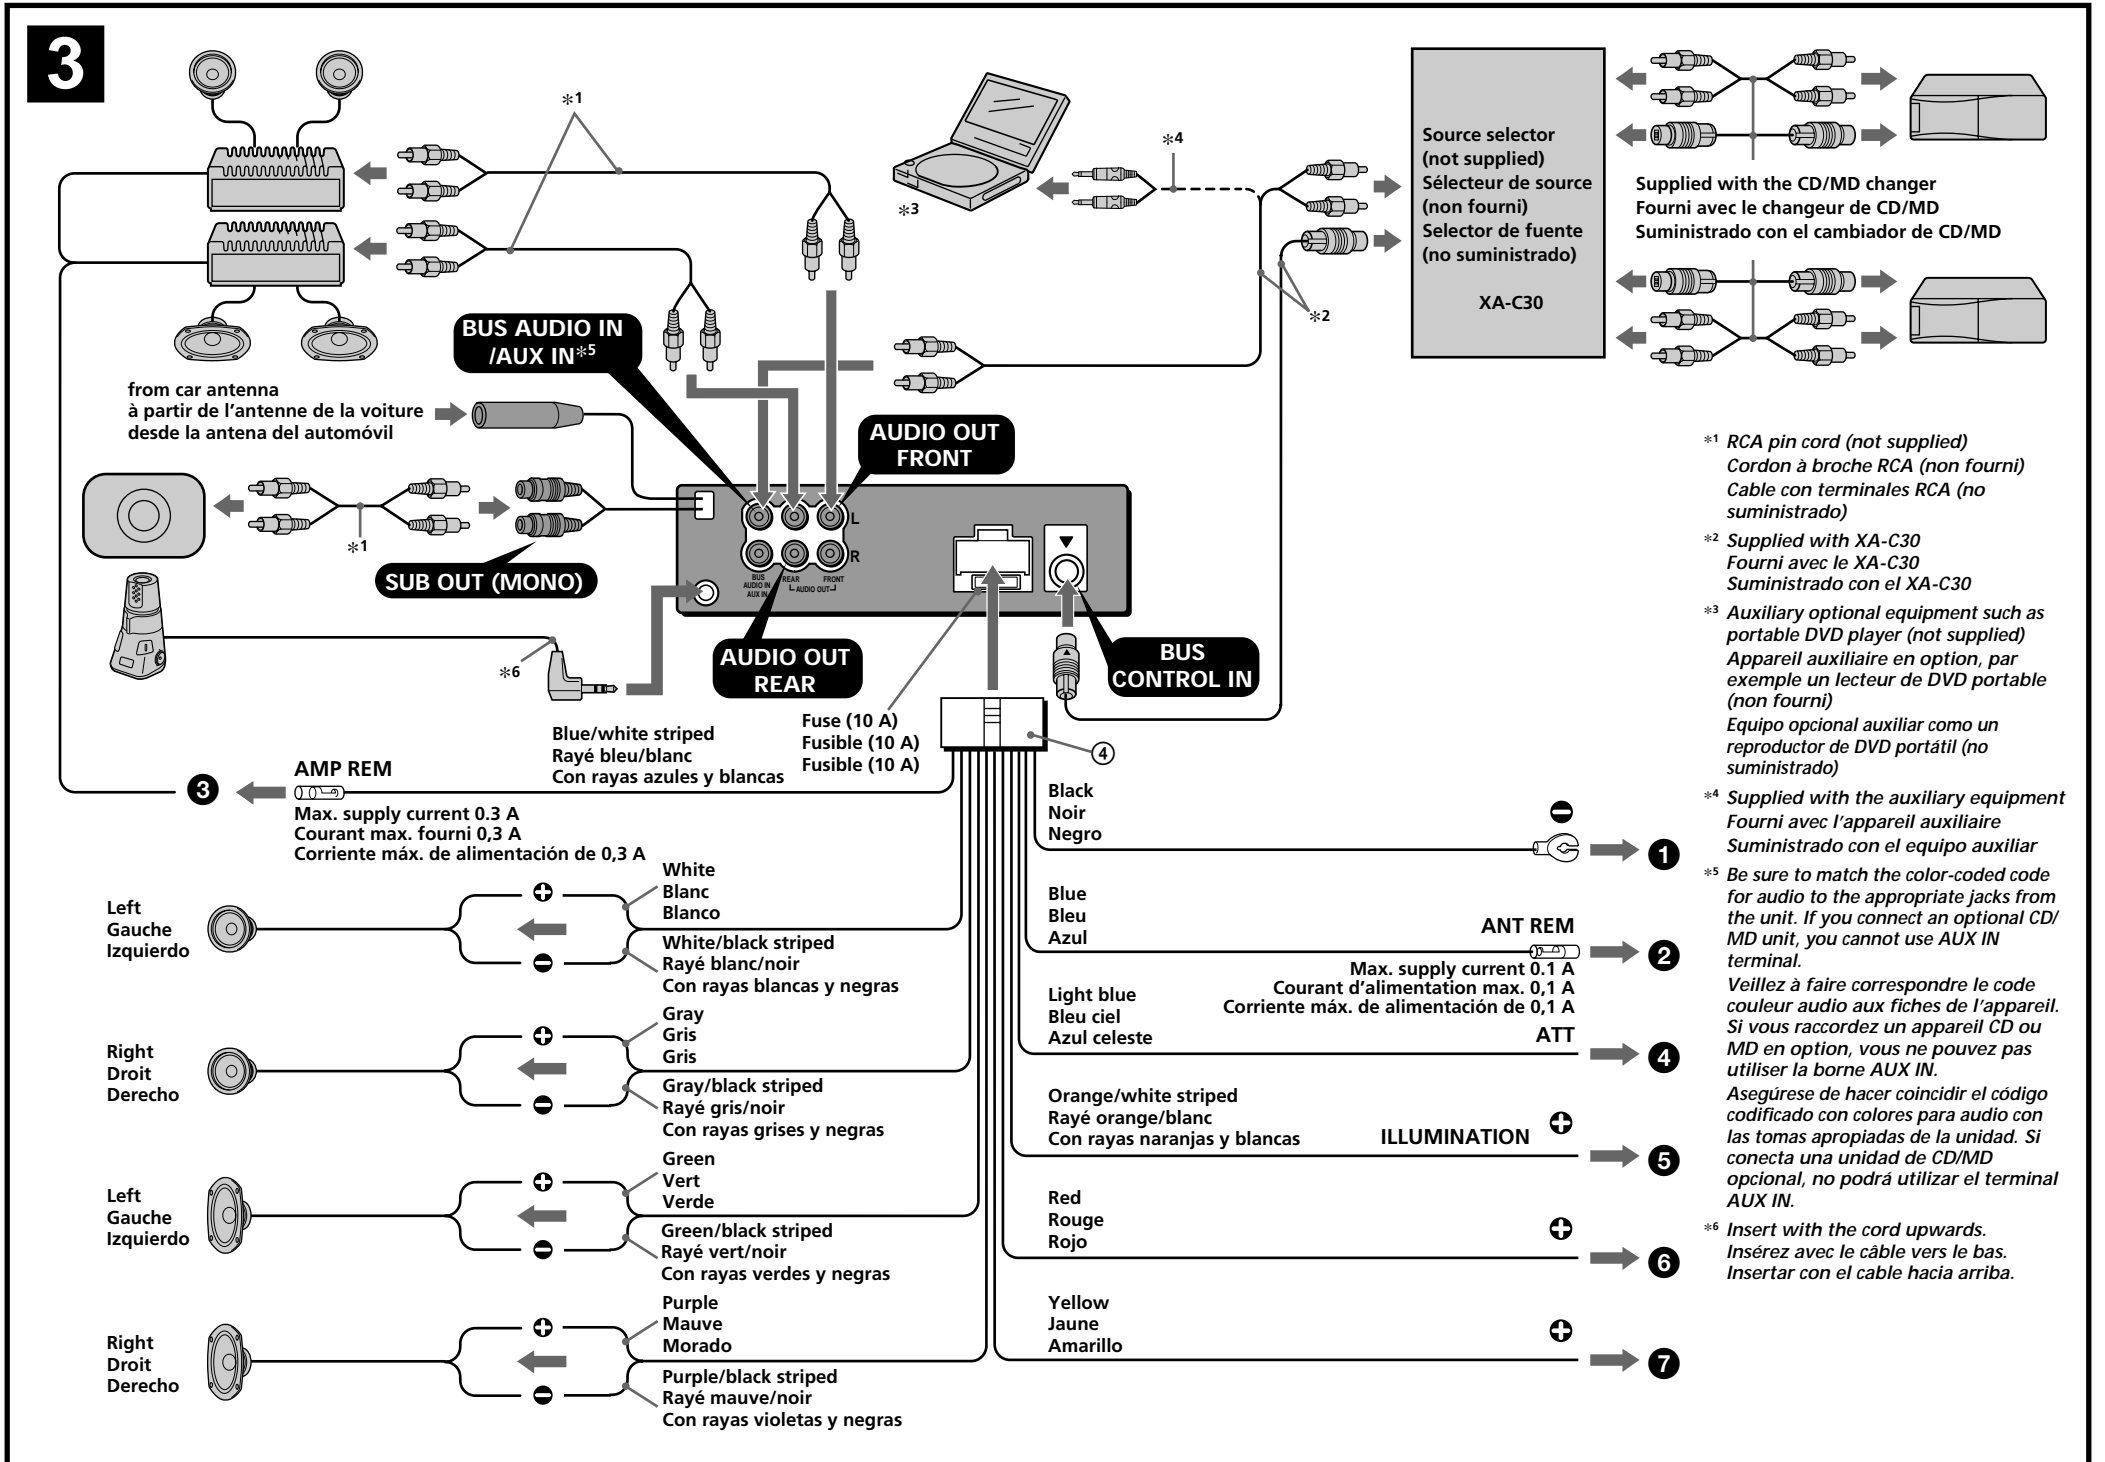 3
*1
*3
*4
*2
Source selector
(not supplied)
Sélecteur de source
(non fourni)
Selector de fuente
(no suministrado)
XA-C30
Supplied with the CD/MD changer
Fourni avec le changeur de CD/MD
Suministrado con el cambiador de CD/MD
BUS AUDIO IN
/AUX IN*5
from car antenna
à partir de l'antenne de la voiture
desde la antena del automóvil
AUDIO OUT
FRONT
*1
SUB OUT (MONO)
L
R
BUS
AUDIO IN
AUX IN
REAR
FRONT
AUDIO OUT
*6
AUDIO OUT
REAR
BUS
CONTROL IN
Fuse (10 A)
Fusible (10 A)
Fusible (10 A)
4
Blue/white striped
Rayé bleu/blanc
Con rayas azules y blancas
3
AMP REM
Max. supply current 0.3 A
Courant max. fourni 0,3 A
Corriente máx. de alimentación de 0,3 A
Left
Gauche
Izquierdo
White
Blanc
Blanco
White/black striped
Rayé blanc/noir
Con rayas blancas y negras
Right
Droit
Derecho
Gray
Gris
Gris
Gray/black striped
Rayé gris/noir
Con rayas grises y negras
Left
Gauche
Izquierdo
Green
Vert
Verde
Green/black striped
Rayé vert/noir
Con rayas verdes y negras
Right
Droit
Derecho
Purple
Mauve
Morado
Purple/black striped
Rayé mauve/noir
Con rayas violetas y negras
Black
Noir
Negro
1
Blue
Bleu
Azul
ANT REM
2
Max. supply current 0.1 A
Courant d'alimentation max. 0,1 A
Corriente máx. de alimentación de 0,1 A
Light blue
Bleu ciel
Azul celeste
ATT
4
Orange/white striped
Rayé orange/blanc
Con rayas naranjas y blancas
ILLUMINATION
5
Red
Rouge
Rojo
6
Yellow
Jaune
Amarillo
7
*1 RCA pin cord (not supplied)
Cordon à broche RCA (non fourni)
Cable con terminales RCA (no
suministrado)
*2 Supplied with XA-C30
Fourni avec le XA-C30
Suministrado con el XA-C30
*3 Auxiliary optional equipment such as
portable DVD player (not supplied)
Appareil auxiliaire en option, par
exemple un lecteur de DVD portable
(non fourni)
Equipo opcional auxiliar como un
reproductor de DVD portátil (no
suministrado)
*4 Supplied with the auxiliary equipment
Fourni avec l'appareil auxiliaire
Suministrado con el equipo auxiliar
*5 Be sure to match the color-coded code
for audio to the appropriate jacks from
the unit. If you connect an optional CD/
MD unit, you cannot use AUX IN
terminal.
Veillez à faire correspondre le code
couleur audio aux fiches de l'appareil.
Si vous raccordez un appareil CD ou
MD en option, vous ne pouvez pas
utiliser la borne AUX IN.
Asegúrese de hacer coincidir el código
codificado con colores para audio con
las tomas apropiadas de la unidad. Si
conecta una unidad de CD/MD
opcional, no podrá utilizar el terminal
AUX IN.
*6 Insert with the cord upwards.
Insérez avec le câble vers le bas.
Insertar con el cable hacia arriba.